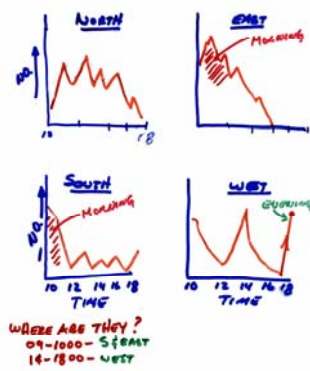 NORTH
NO.
10 18
EAST
MORNING
SOUTH
NO.
MORNING
10 12 14 16 18
TIME
WEST
EVENING
10 12 14 16 18
TIME
WHERE ARE THEY?
09-1000- S&EAST
14-1800- WEST